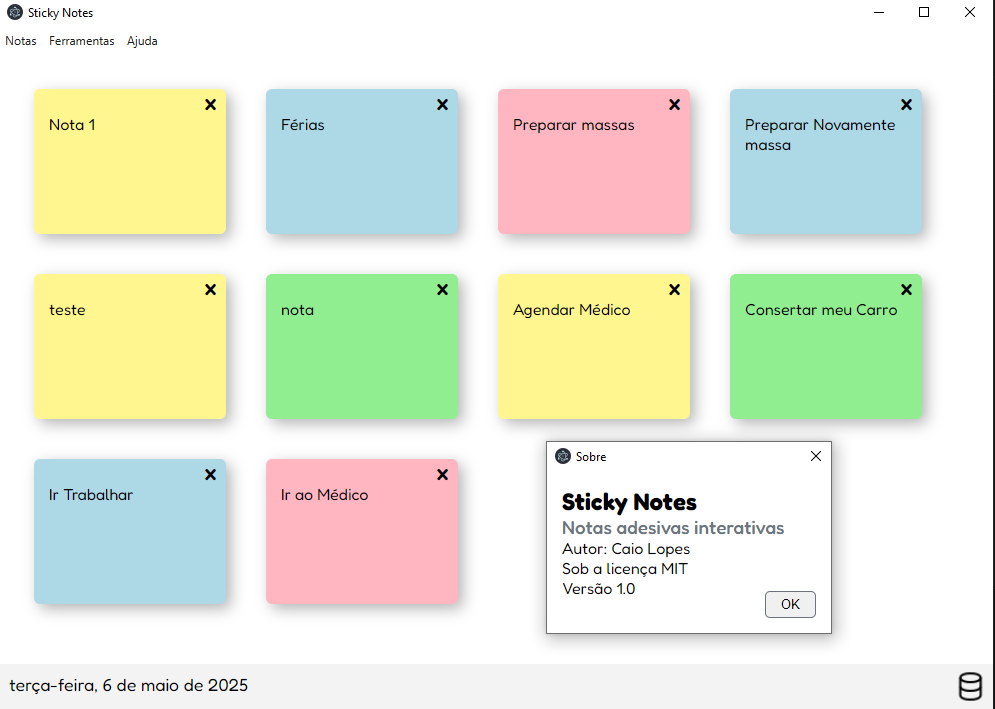 Sticky Notes
Notas Ferramentas Ajuda
Nota 1
Férias
Preparar massas
Preparar Novamente
massa
teste
nota
Agendar Médico
Consertar meu Carro
Ir Trabalhar
Ir ao Médico
Sobre
Sticky Notes
Notas adesivas interativas
Autor: Caio Lopes
Sob a licença MIT
Versão 1.0
OK
terça-feira, 6 de maio de 2025